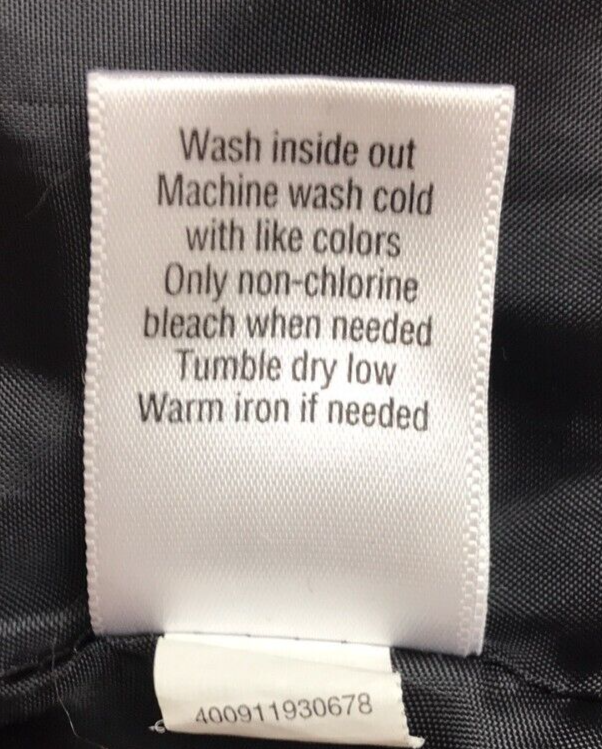 Wash inside out
Machine wash cold
with like colors
Only non-chlorine
bleach when needed
Tumble dry low
Warm iron if needed
400911930678